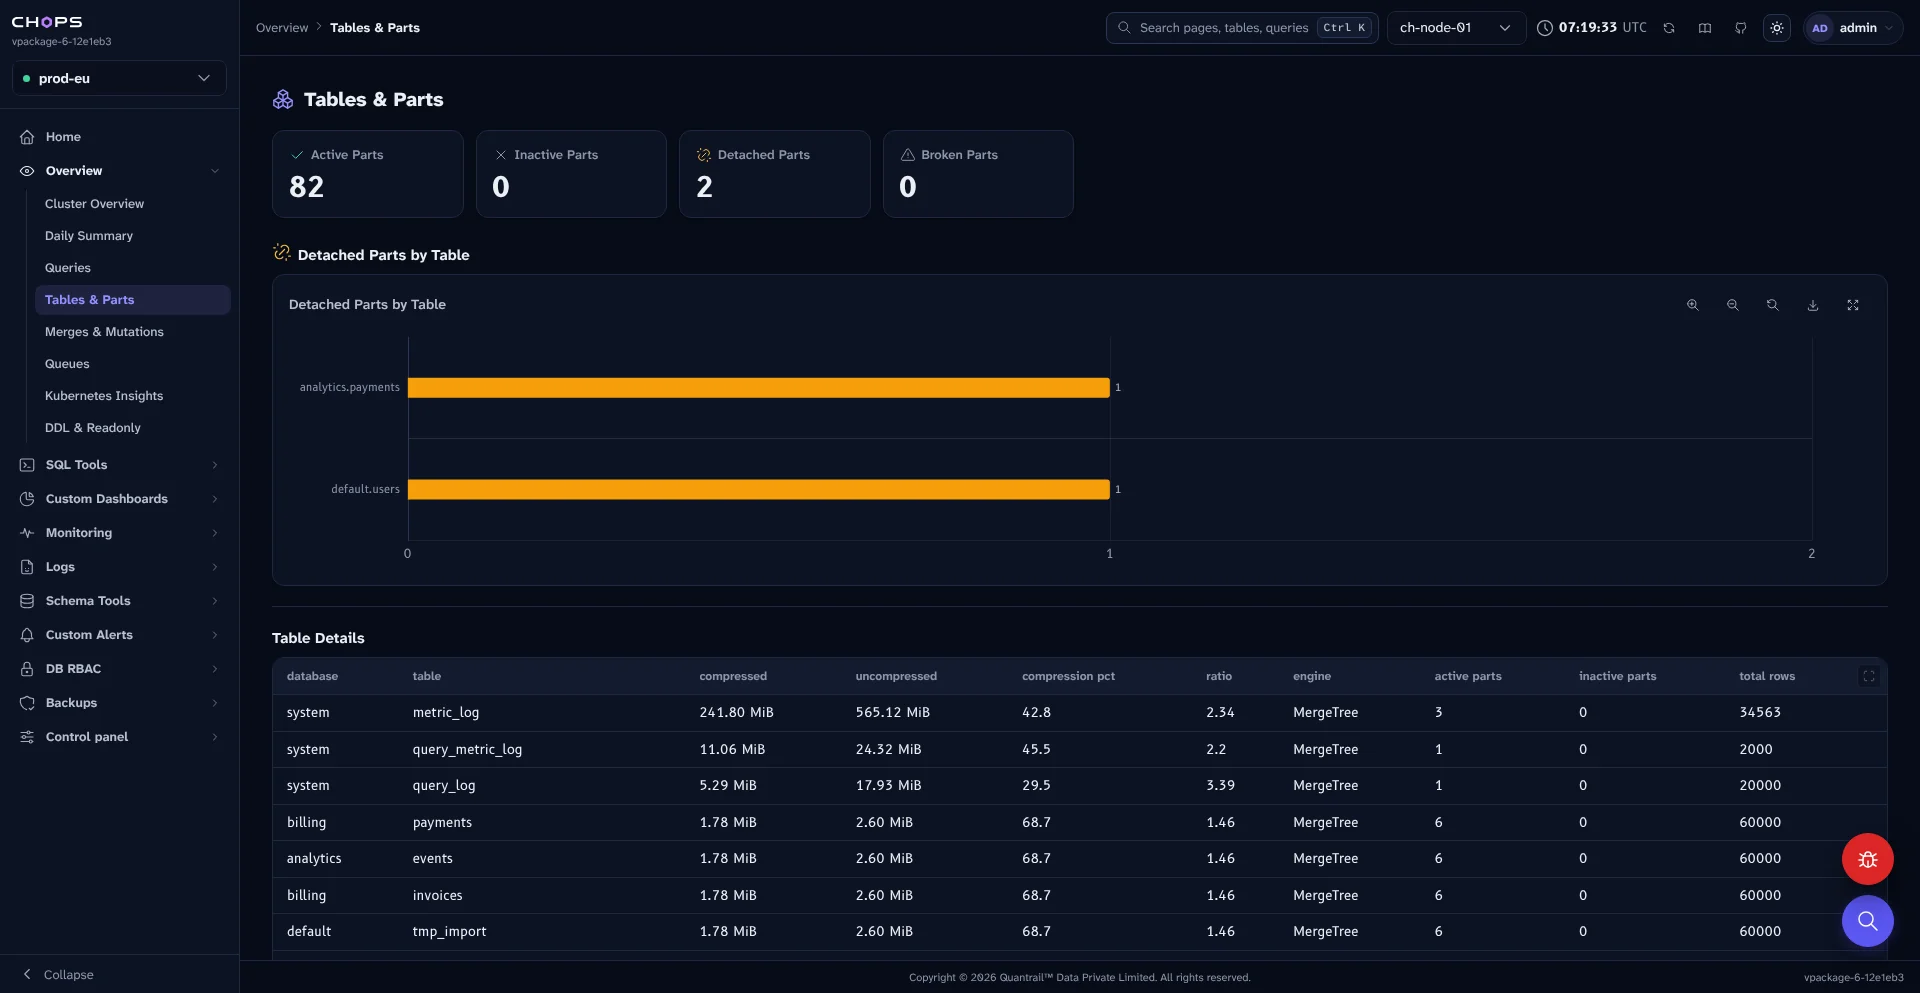 CHOPS
vpackage-6-12e1eb3
prod-eu
Home
Overview
Cluster Overview
Daily Summary
Queries
Tables & Parts
Merges & Mutations
Queues
Kubernetes Insights
DDL & Readonly
SQL Tools
Custom Dashboards
Monitoring
Logs
Schema Tools
Custom Alerts
DB RBAC
Backups
Control panel
Collapse
Overview > Tables & Parts
Search pages, tables, queries Ctrl K
ch-node-01
07:19:33 UTC
AD admin
Tables & Parts
Active Parts
82
Inactive Parts
0
Detached Parts
2
Broken Parts
0
Detached Parts by Table
Detached Parts by Table
analytics.payments 1
default.users 1
0 1 2
Table Details
database table compressed uncompressed compression pct ratio engine active parts inactive parts total rows
system metric_log 241.80 MiB 565.12 MiB 42.8 2.34 MergeTree 3 0 34563
system query_metric_log 11.06 MiB 24.32 MiB 45.5 2.2 MergeTree 1 0 2000
system query_log 5.29 MiB 17.93 MiB 29.5 3.39 MergeTree 1 0 20000
billing payments 1.78 MiB 2.60 MiB 68.7 1.46 MergeTree 6 0 60000
analytics events 1.78 MiB 2.60 MiB 68.7 1.46 MergeTree 6 0 60000
billing invoices 1.78 MiB 2.60 MiB 68.7 1.46 MergeTree 6 0 60000
default tmp_import 1.78 MiB 2.60 MiB 68.7 1.46 MergeTree 6 0 60000
Copyright © 2026 Quantrail™ Data Private Limited. All rights reserved.
vpackage-6-12e1eb3